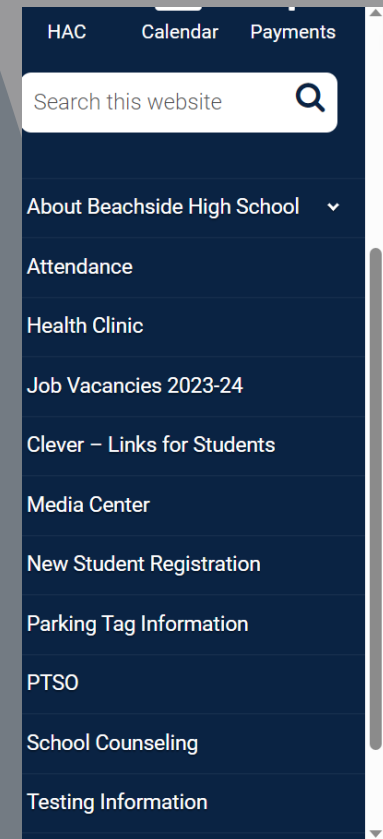 HAC Calendar Payments
Search this website
About Beachside High School
Attendance
Health Clinic
Job Vacancies 2023-24
Clever – Links for Students
Media Center
New Student Registration
Parking Tag Information
PTSO
School Counseling
Testing Information